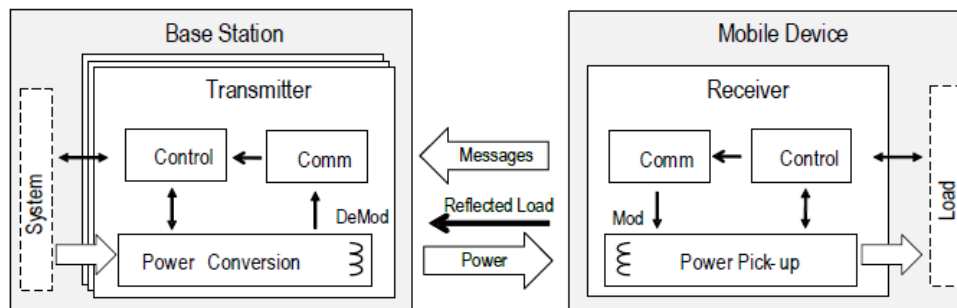 Base Station
Mobile Device
Transmitter
Receiver
System
Control
Comm
Messages
Comm
Control
Load
DeMod
Reflected Load
Mod
Power Conversion
Power
Power Pick-up